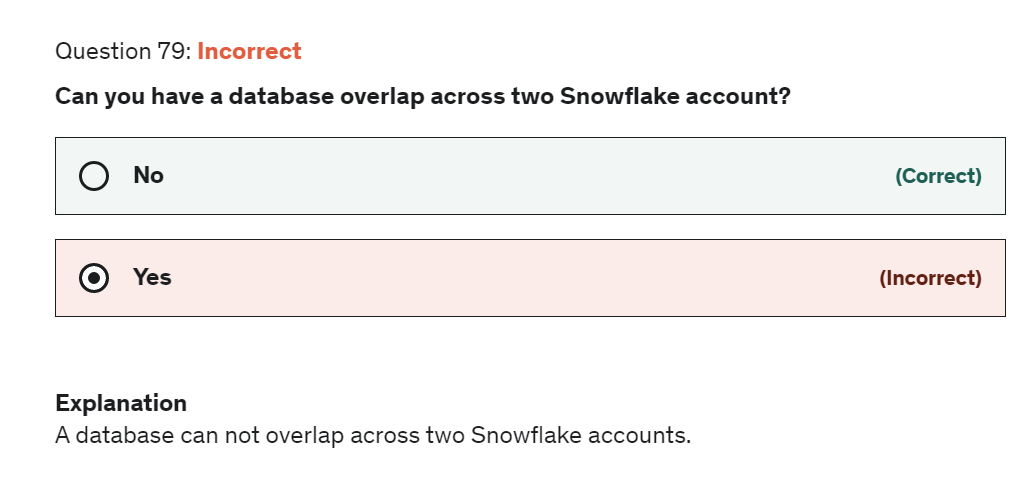 Question 79: Incorrect
Can you have a database overlap across two Snowflake account?
No
(Correct)
Yes
(Incorrect)
Explanation
A database can not overlap across two Snowflake accounts.